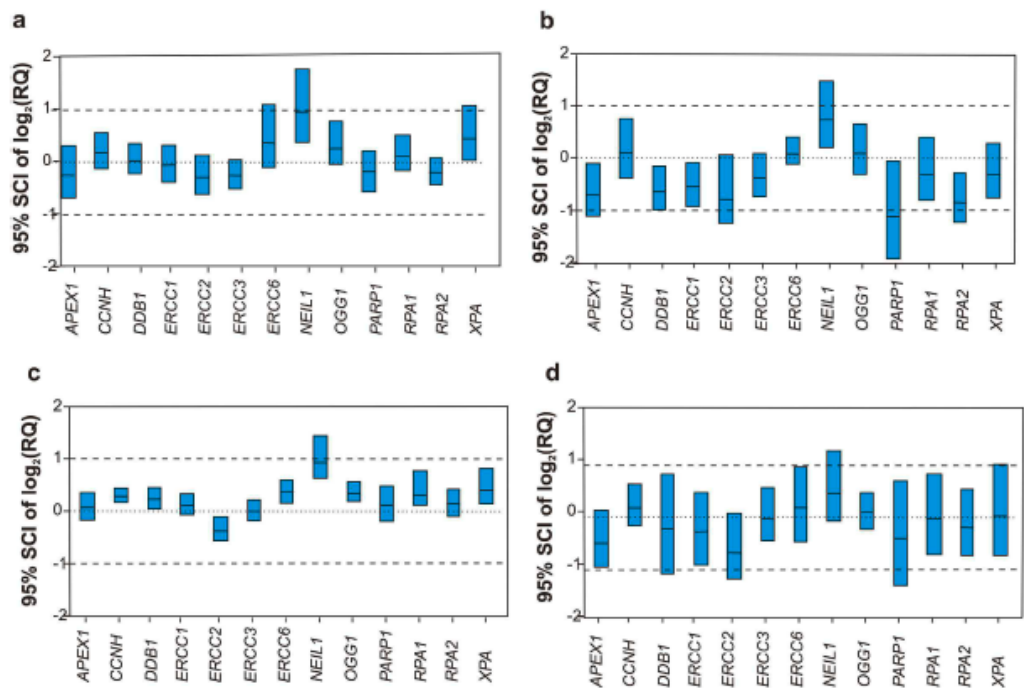 a
95% SCI of log₂(RQ)
2
1
0
-1
-2
APEX1
CCNH
DDB1
ERCC1
ERCC2
ERCC3
ERCC6
NEIL1
OGG1
PARP1
RPA1
RPA2
XPA
b
95% SCI of log₂(RQ)
2
1
0
-1
-2
APEX1
CCNH
DDB1
ERCC1
ERCC2
ERCC3
ERCC6
NEIL1
OGG1
PARP1
RPA1
RPA2
XPA
c
95% SCI of log₂(RQ)
2
1
0
-1
-2
APEX1
CCNH
DDB1
ERCC1
ERCC2
ERCC3
ERCC6
NEIL1
OGG1
PARP1
RPA1
RPA2
XPA
d
95% SCI of log₂(RQ)
2
1
0
-1
-2
APEX1
CCNH
DDB1
ERCC1
ERCC2
ERCC3
ERCC6
NEIL1
OGG1
PARP1
RPA1
RPA2
XPA